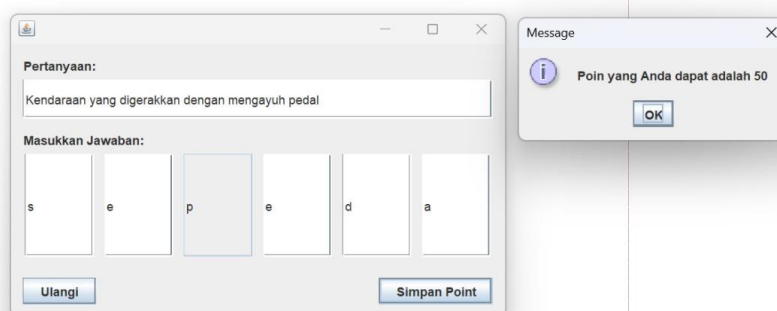 Pertanyaan:
Kendaraan yang digerakkan dengan mengayuh pedal
Masukkan Jawaban:
s e p e d a
Ulangi Simpan Point
Message
i
Poin yang Anda dapat adalah 50
OK